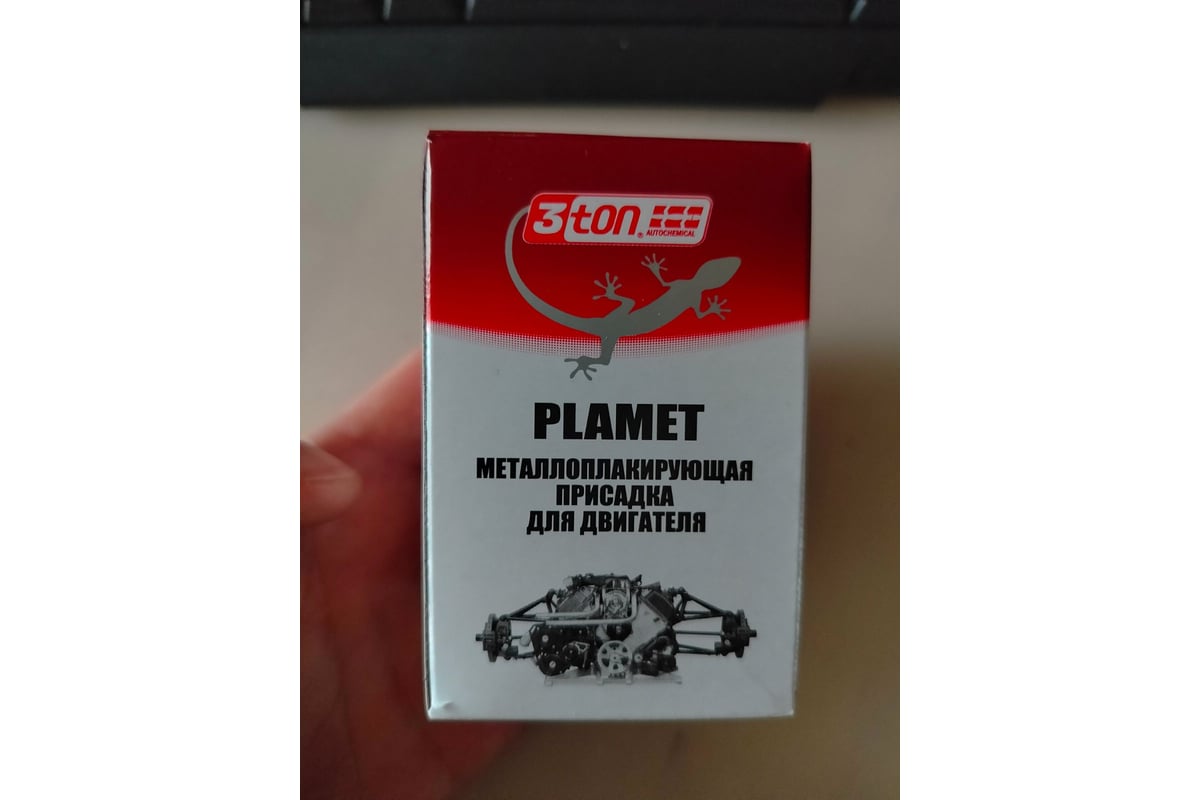 3ton®
AUTOCHEMICAL
PLAMET
МЕТАЛЛОПЛАКИРУЮЩАЯ
ПРИСАДКА
ДЛЯ ДВИГАТЕЛЯ